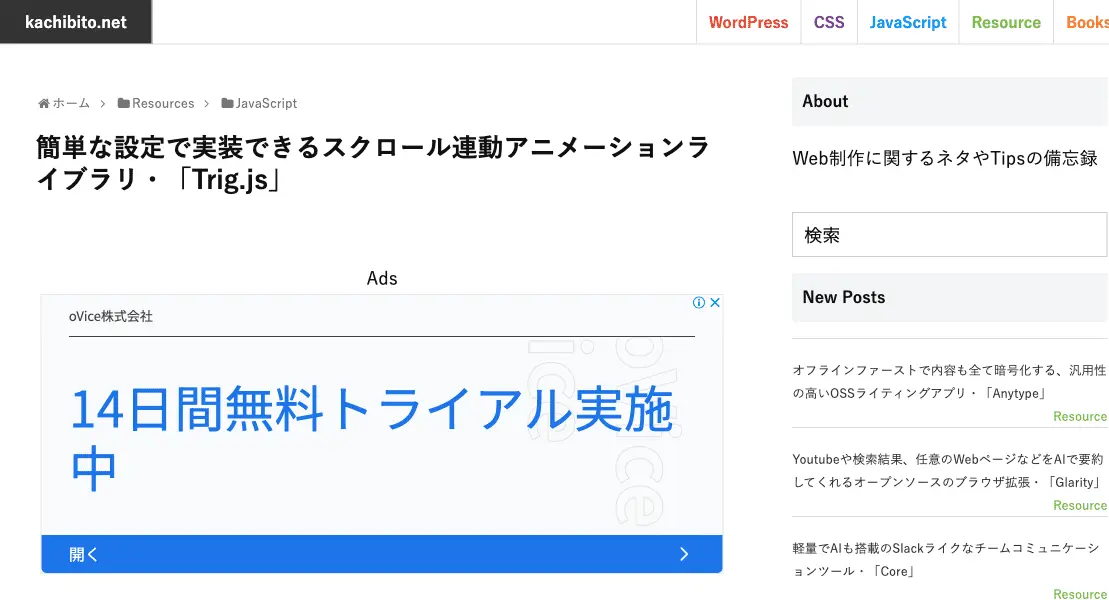 kachibito.net
WordPress
CSS
JavaScript
Resource
Books
ホーム > Resources > JavaScript
簡単な設定で実装できるスクロール連動アニメーションラ
イブラリ・「Trig.js」
Ads
oVice株式会社
oVice
14日間無料トライアル実施
中
開く
About
Web制作に関するネタやTipsの備忘録
検索
New Posts
オフラインファーストで内容も全て暗号化する、汎用性
の高いOSSライティングアプリ・「Anytype」
Resource
Youtubeや検索結果、任意のWebページなどをAIで要約
してくれるオープンソースのブラウザ拡張・「Glarity」
Resource
軽量でAIも搭載のSlackライクなチームコミュニケーシ
ョンツール・「Core」
Resource